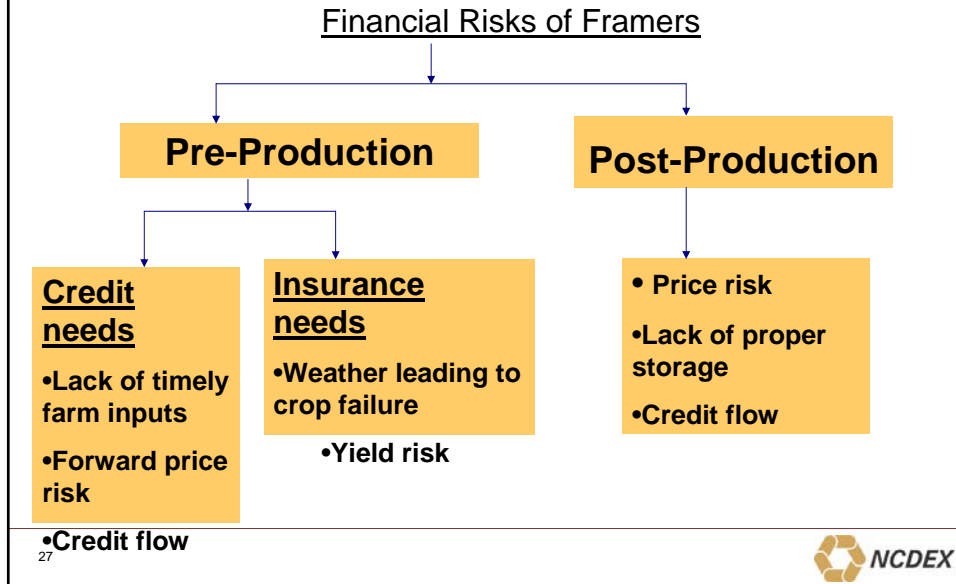 Financial Risks of Framers
Pre-Production
Post-Production
Credit
needs
•Lack of timely
farm inputs
•Forward price
risk
•Credit flow
Insurance
needs
•Weather leading to
crop failure
•Yield risk
• Price risk
•Lack of proper
storage
•Credit flow
27
NCDEX